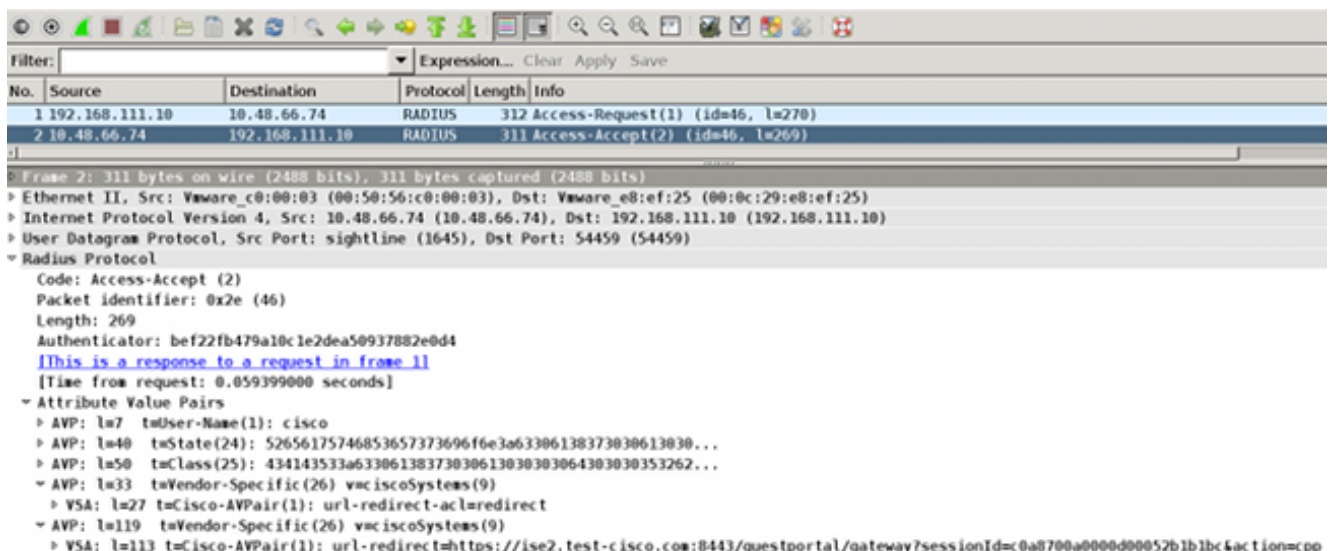 Filter: Expression... Clear Apply Save
No. Source Destination Protocol Length Info
1 192.168.111.10 10.48.66.74 RADIUS 312 Access-Request(1) (id=46, l=270)
2 10.48.66.74 192.168.111.10 RADIUS 311 Access-Accept(2) (id=46, l=269)
Frame 2: 311 bytes on wire (2488 bits), 311 bytes captured (2488 bits)
Ethernet II, Src: Vmware_c0:00:03 (00:50:56:c0:00:03), Dst: Vmware_e8:ef:25 (00:0c:29:e8:ef:25)
Internet Protocol Version 4, Src: 10.48.66.74 (10.48.66.74), Dst: 192.168.111.10 (192.168.111.10)
User Datagram Protocol, Src Port: sightline (1645), Dst Port: 54459 (54459)
Radius Protocol
Code: Access-Accept (2)
Packet identifier: 0x2e (46)
Length: 269
Authenticator: bef22fb479a10c1e2dea50937882e0d4
[This is a response to a request in frame 1]
[Time from request: 0.059399000 seconds]
Attribute Value Pairs
AVP: l=7 t=User-Name(1): cisco
AVP: l=40 t=State(24): 52656175746853657373696f6e3a63306138373030613030...
AVP: l=50 t=Class(25): 434143533a63306138373030613030303064303030353262...
AVP: l=33 t=Vendor-Specific(26) v=ciscoSystems(9)
VSA: l=27 t=Cisco-AVPair(1): url-redirect-acl=redirect
AVP: l=119 t=Vendor-Specific(26) v=ciscoSystems(9)
VSA: l=113 t=Cisco-AVPair(1): url-redirect=https://ise2.test-cisco.com:8443/guestportal/gateway?sessionId=c0a8700a0000d00052b1b1bc&action=cpp